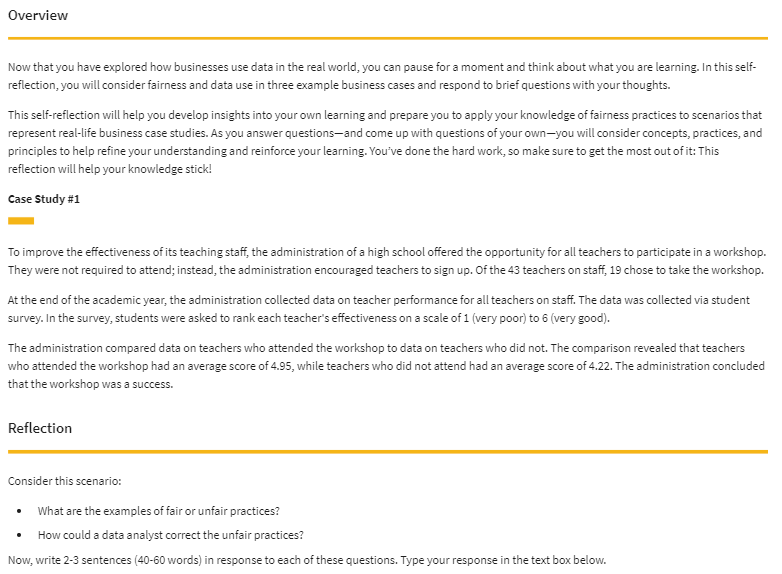 Overview
Now that you have explored how businesses use data in the real world, you can pause for a moment and think about what you are learning. In this self-
reflection, you will consider fairness and data use in three example business cases and respond to brief questions with your thoughts.
This self-reflection will help you develop insights into your own learning and prepare you to apply your knowledge of fairness practices to scenarios that
represent real-life business case studies. As you answer questions—and come up with questions of your own—you will consider concepts, practices, and
principles to help refine your understanding and reinforce your learning. You've done the hard work, so make sure to get the most out of it: This
reflection will help your knowledge stick!
Case Study #1
To improve the effectiveness of its teaching staff, the administration of a high school offered the opportunity for all teachers to participate in a workshop.
They were not required to attend; instead, the administration encouraged teachers to sign up. Of the 43 teachers on staff, 19 chose to take the workshop.
At the end of the academic year, the administration collected data on teacher performance for all teachers on staff. The data was collected via student
survey. In the survey, students were asked to rank each teacher's effectiveness on a scale of 1 (very poor) to 6 (very good).
The administration compared data on teachers who attended the workshop to data on teachers who did not. The comparison revealed that teachers
who attended the workshop had an average score of 4.95, while teachers who did not attend had an average score of 4.22. The administration concluded
that the workshop was a success.
Reflection
Consider this scenario:
• What are the examples of fair or unfair practices?
• How could a data analyst correct the unfair practices?
Now, write 2-3 sentences (40-60 words) in response to each of these questions. Type your response in the text box below.